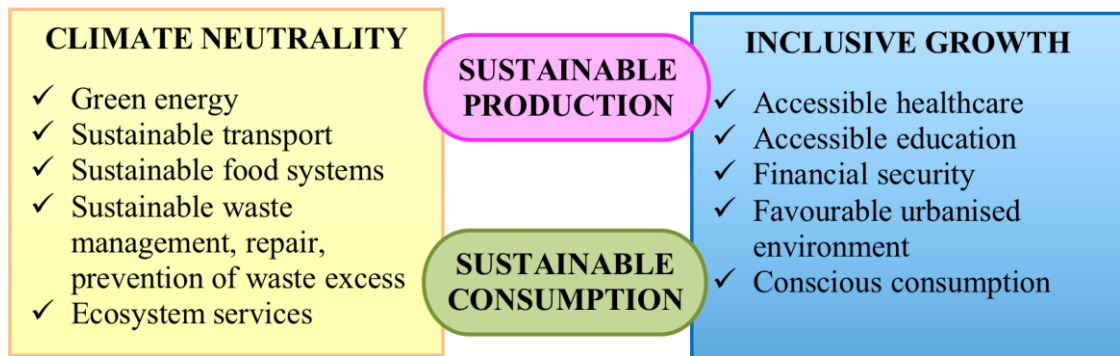 CLIMATE NEUTRALITY
✓ Green energy
✓ Sustainable transport
✓ Sustainable food systems
✓ Sustainable waste
management, repair,
prevention of waste excess
✓ Ecosystem services
SUSTAINABLE
PRODUCTION
SUSTAINABLE
CONSUMPTION
INCLUSIVE GROWTH
✓ Accessible healthcare
✓ Accessible education
✓ Financial security
✓ Favourable urbanised
environment
✓ Conscious consumption